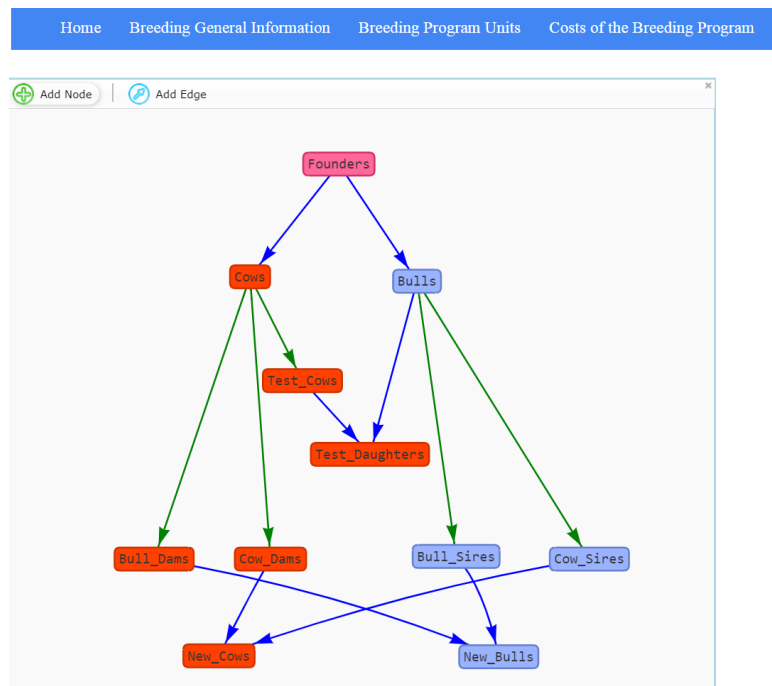 Home Breeding General Information Breeding Program Units Costs of the Breeding Program
Add Node Add Edge
Founders
Cows Bulls
Test_Cows
Test_Daughters
Bull_Dams Cow_Dams Bull_Sires Cow_Sires
New_Cows New_Bulls